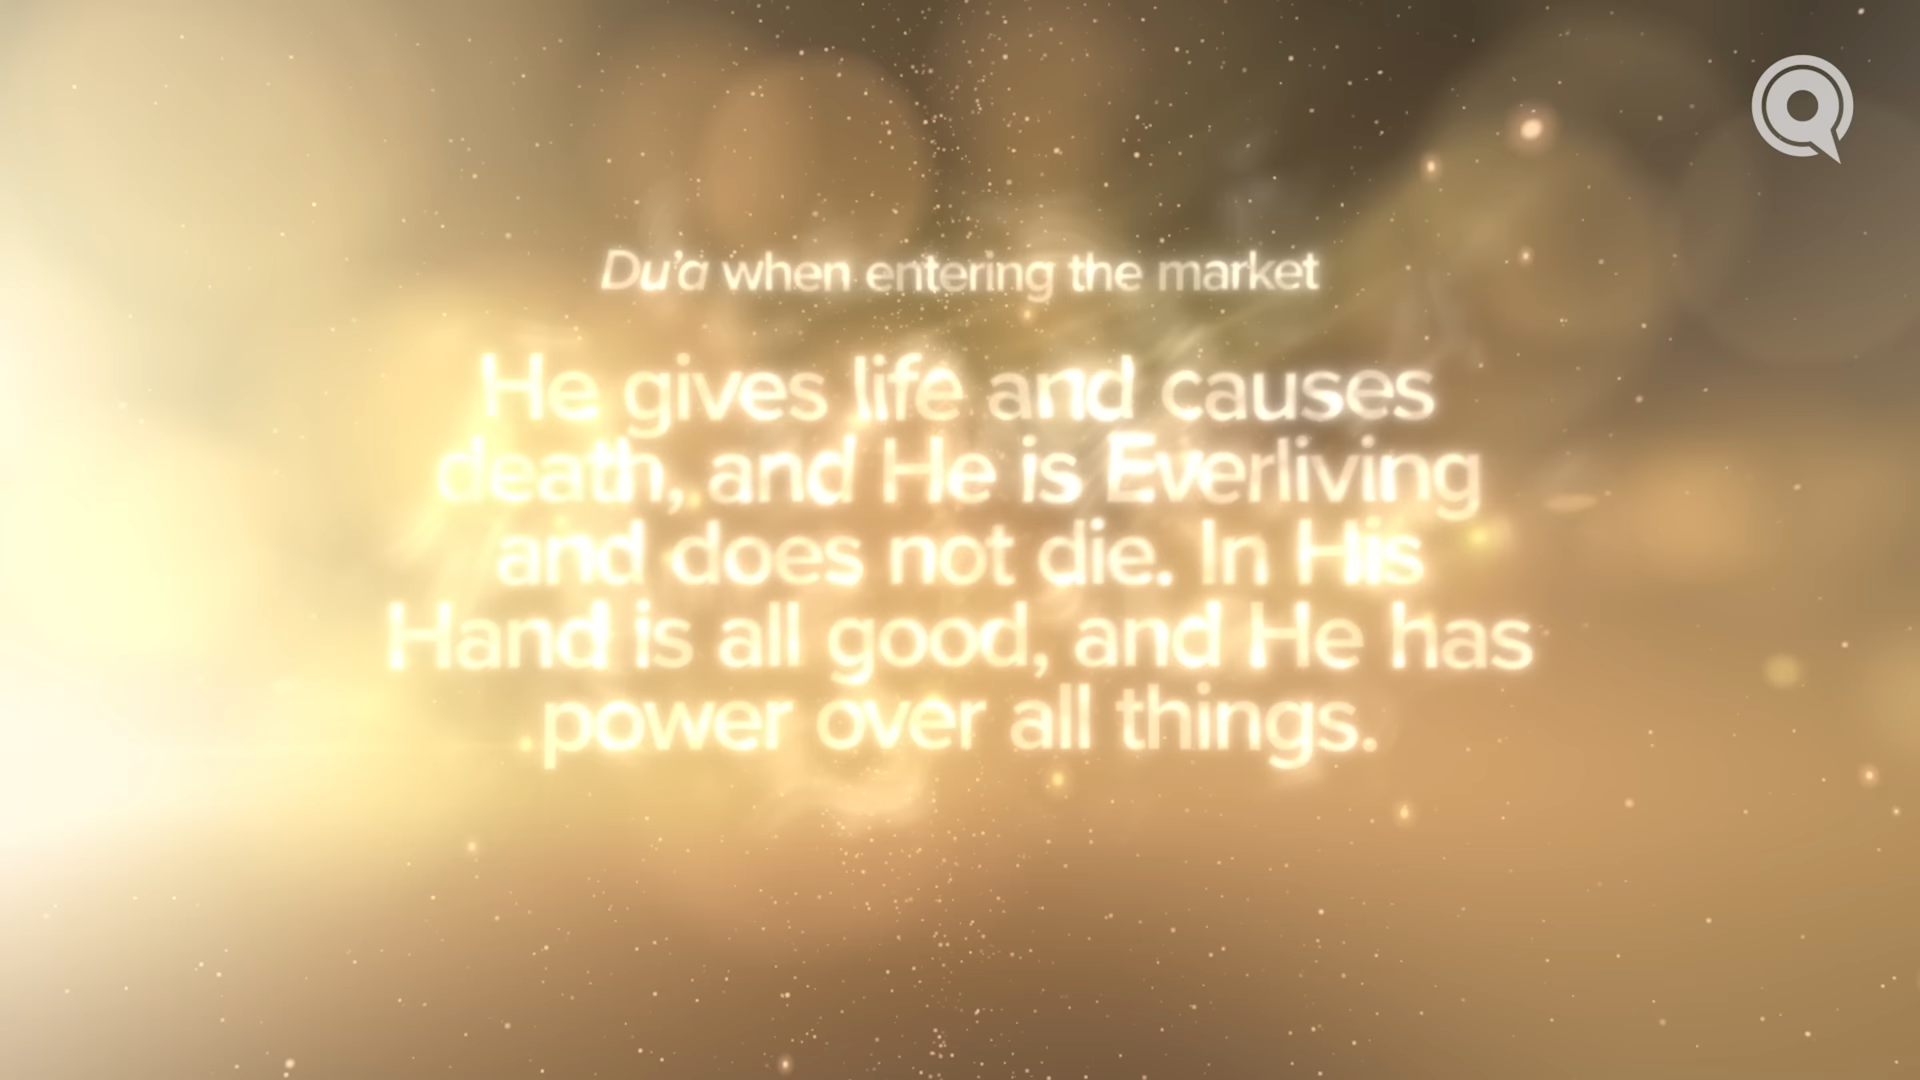 Du'a when entering the market
He gives life and causes
death, and He is Everliving
and does not die. In His
Hand is all good, and He has
power over all things.